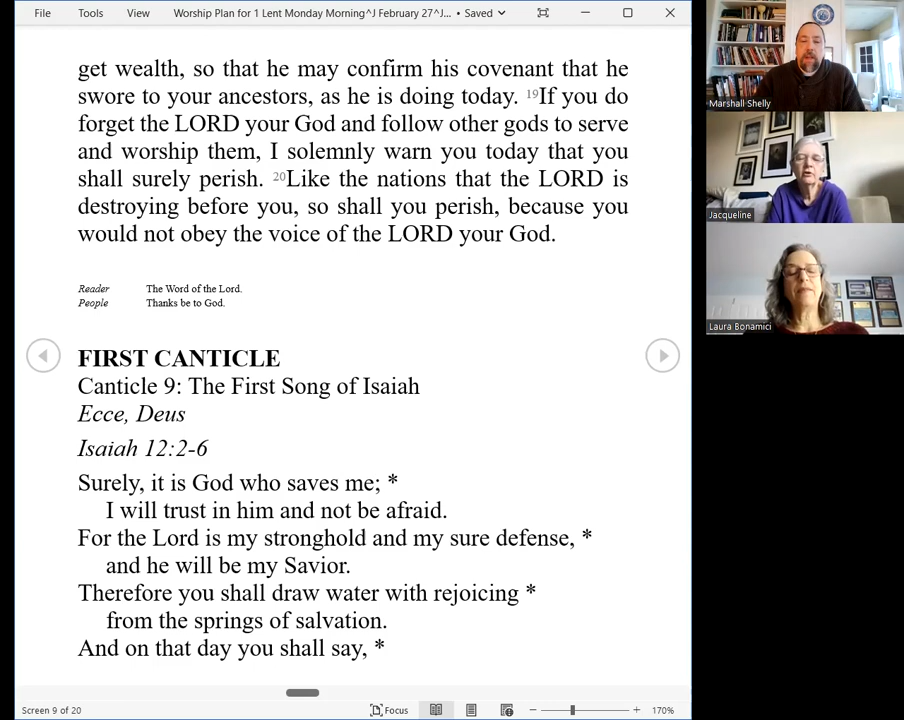 File Tools View Worship Plan for 1 Lent Monday Morning^J February 27^J... • Saved
get wealth, so that he may confirm his covenant that he
swore to your ancestors, as he is doing today. 19If you do
forget the LORD your God and follow other gods to serve
and worship them, I solemnly warn you today that you
shall surely perish. 20Like the nations that the LORD is
destroying before you, so shall you perish, because you
would not obey the voice of the LORD your God.
Reader The Word of the Lord.
People Thanks be to God.
FIRST CANTICLE
Canticle 9: The First Song of Isaiah
Ecce, Deus
Isaiah 12:2-6
Surely, it is God who saves me; *
I will trust in him and not be afraid.
For the Lord is my stronghold and my sure defense, *
and he will be my Savior.
Therefore you shall draw water with rejoicing *
from the springs of salvation.
And on that day you shall say, *
Screen 9 of 20 Focus 170%
Marshall Shelly
Jacqueline
Laura Bonamici